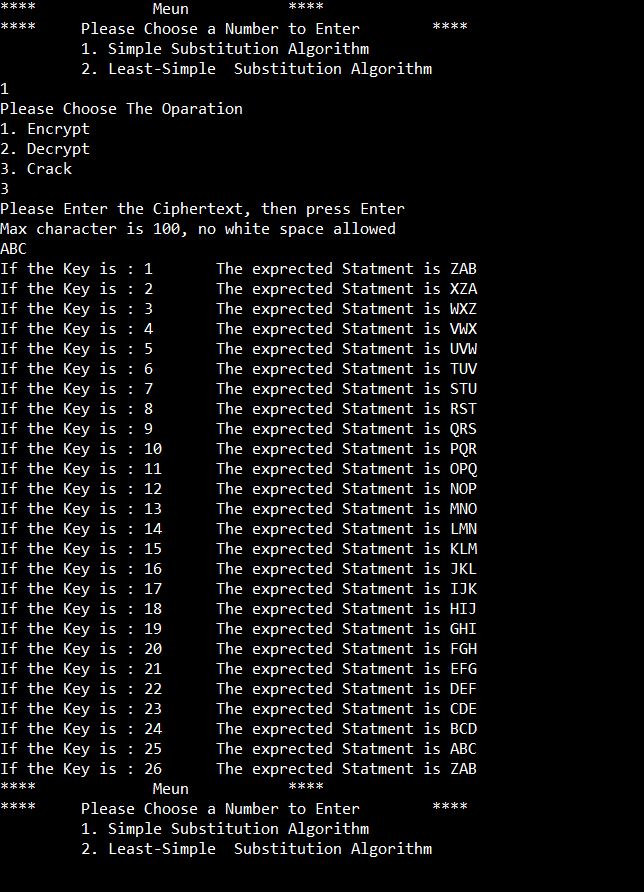 **** Meun ****
**** Please Choose a Number to Enter ****
1. Simple Substitution Algorithm
2. Least-Simple  Substitution Algorithm
1
Please Choose The Oparation
1. Encrypt
2. Decrypt
3. Crack
3
Please Enter the Ciphertext, then press Enter
Max character is 100, no white space allowed
ABC
If the Key is : 1 The exprected Statment is ZAB
If the Key is : 2 The exprected Statment is XZA
If the Key is : 3 The exprected Statment is WXZ
If the Key is : 4 The exprected Statment is VWX
If the Key is : 5 The exprected Statment is UVW
If the Key is : 6 The exprected Statment is TUV
If the Key is : 7 The exprected Statment is STU
If the Key is : 8 The exprected Statment is RST
If the Key is : 9 The exprected Statment is QRS
If the Key is : 10 The exprected Statment is PQR
If the Key is : 11 The exprected Statment is OPQ
If the Key is : 12 The exprected Statment is NOP
If the Key is : 13 The exprected Statment is MNO
If the Key is : 14 The exprected Statment is LMN
If the Key is : 15 The exprected Statment is KLM
If the Key is : 16 The exprected Statment is JKL
If the Key is : 17 The exprected Statment is IJK
If the Key is : 18 The exprected Statment is HIJ
If the Key is : 19 The exprected Statment is GHI
If the Key is : 20 The exprected Statment is FGH
If the Key is : 21 The exprected Statment is EFG
If the Key is : 22 The exprected Statment is DEF
If the Key is : 23 The exprected Statment is CDE
If the Key is : 24 The exprected Statment is BCD
If the Key is : 25 The exprected Statment is ABC
If the Key is : 26 The exprected Statment is ZAB
**** Meun ****
**** Please Choose a Number to Enter ****
1. Simple Substitution Algorithm
2. Least-Simple  Substitution Algorithm